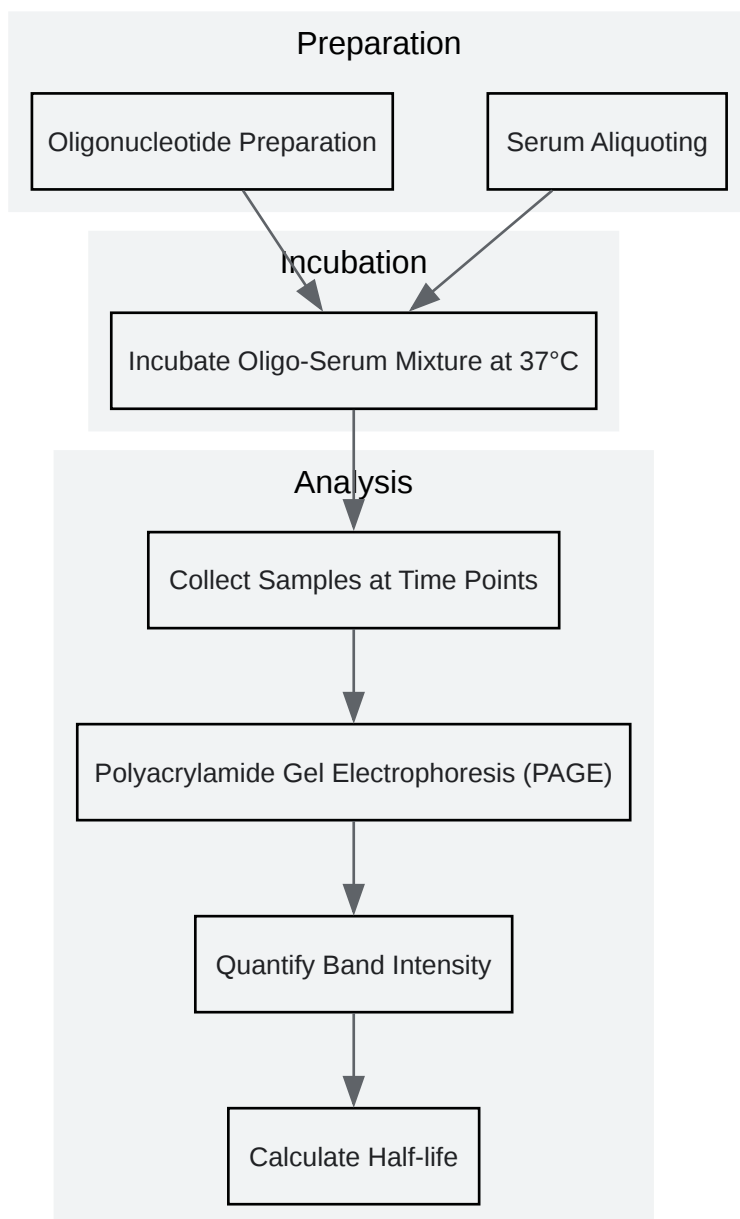 Preparation
Oligonucleotide Preparation
Serum Aliquoting
Incubation
Incubate Oligo-Serum Mixture at 37°C
Analysis
Collect Samples at Time Points
Polyacrylamide Gel Electrophoresis (PAGE)
Quantify Band Intensity
Calculate Half-life